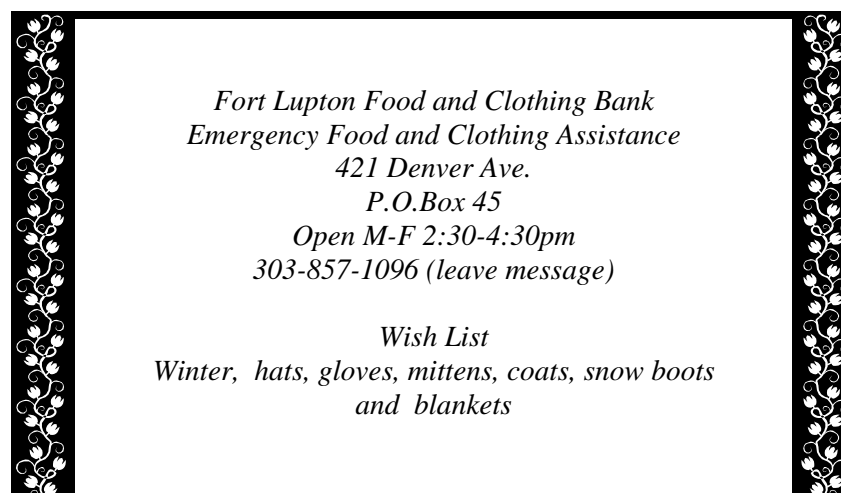 Fort Lupton Food and Clothing Bank
Emergency Food and Clothing Assistance
421 Denver Ave.
P.O.Box 45
Open M-F 2:30-4:30pm
303-857-1096 (leave message)
Wish List
Winter,  hats, gloves, mittens, coats, snow boots
and  blankets